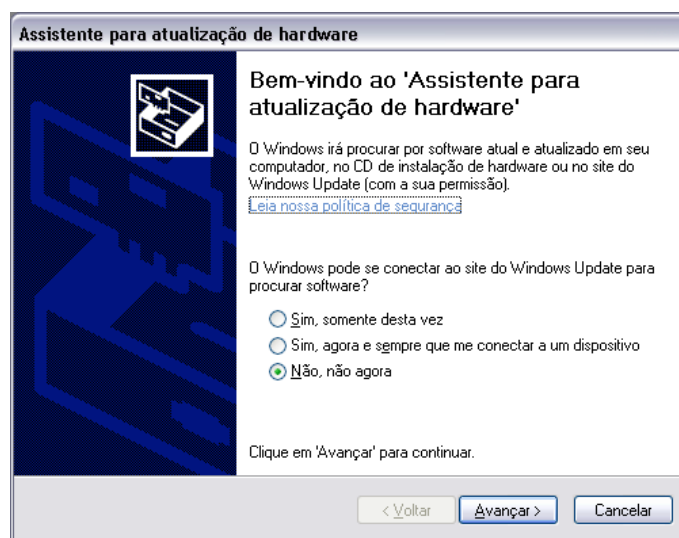 Assistente para atualização de hardware
Bem-vindo ao 'Assistente para
atualização de hardware'
O Windows irá procurar por software atual e atualizado em seu
computador, no CD de instalação de hardware ou no site do
Windows Update (com a sua permissão).
Leia nossa política de segurança
O Windows pode se conectar ao site do Windows Update para
procurar software?
Sim, somente desta vez
Sim, agora e sempre que me conectar a um dispositivo
Não, não agora
Clique em 'Avançar' para continuar.
< Voltar Avançar > Cancelar